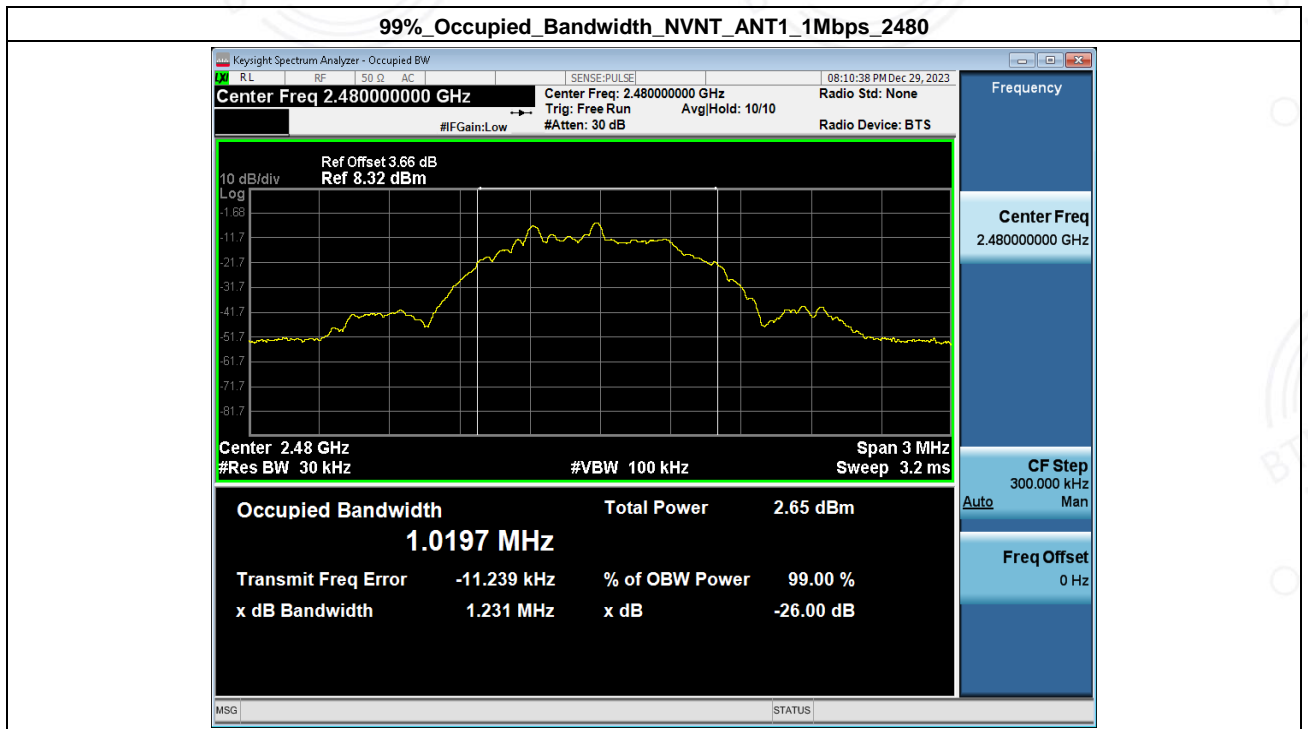 99%_Occupied_Bandwidth_NVNT_ANT1_1Mbps_2480
Keysight Spectrum Analyzer - Occupied BW
LXI RL RF 50 Ω AC SENSE:PULSE 08:10:38 PM Dec 29, 2023
Center Freq 2.480000000 GHz
Center Freq: 2.480000000 GHz Radio Std: None
Trig: Free Run Avg|Hold: 10/10
#IFGain:Low #Atten: 30 dB Radio Device: BTS
Ref Offset 3.66 dB
10 dB/div Ref 8.32 dBm
Log
-1.68
-11.7
-21.7
-31.7
-41.7
-51.7
-61.7
-71.7
-81.7
Center 2.48 GHz Span 3 MHz
#Res BW 30 kHz #VBW 100 kHz Sweep 3.2 ms
Occupied Bandwidth Total Power 2.65 dBm
1.0197 MHz
Transmit Freq Error -11.239 kHz % of OBW Power 99.00 %
x dB Bandwidth 1.231 MHz x dB -26.00 dB
MSG STATUS
Frequency
Center Freq
2.480000000 GHz
CF Step
300.000 kHz
Auto Man
Freq Offset
0 Hz